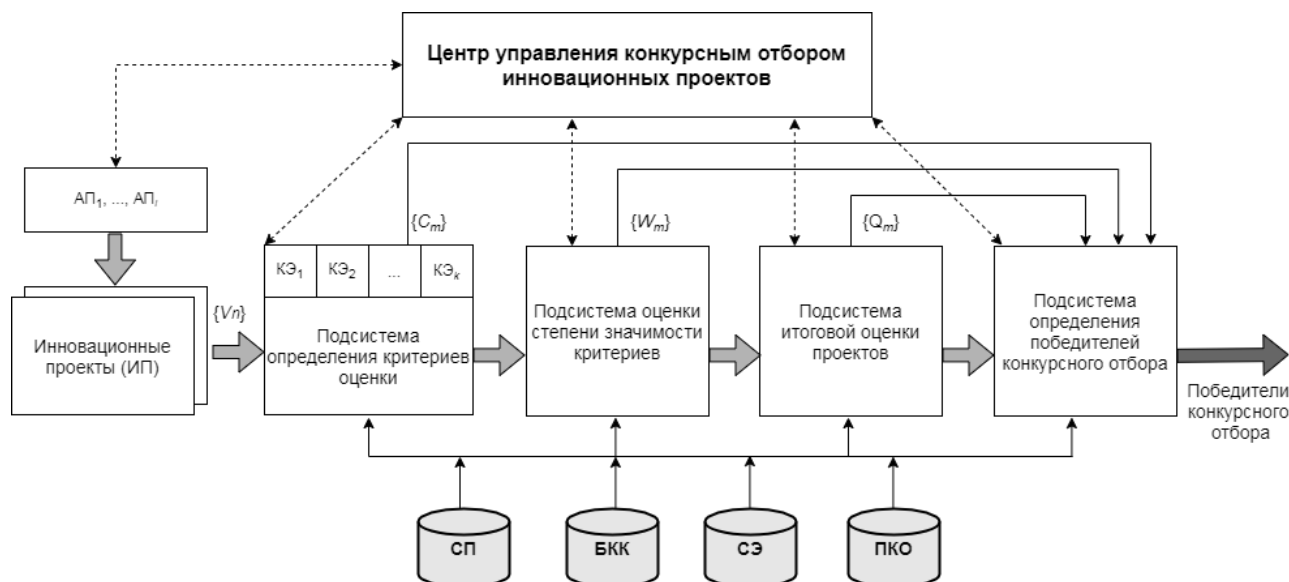 Центр управления конкурсным отбором
инновационных проектов
АП₁, ..., АПᵢ
{Cₘ}
{Wₘ}
{Qₘ}
КЭ₁
КЭ₂
...
КЭₖ
{Vn}
Инновационные
проекты (ИП)
Подсистема
определения критериев
оценки
Подсистема оценки
степени значимости
критериев
Подсистема
итоговой оценки
проектов
Подсистема
определения
победителей
конкурсного отбора
Победители
конкурсного
отбора
СП
БКК
СЭ
ПКО